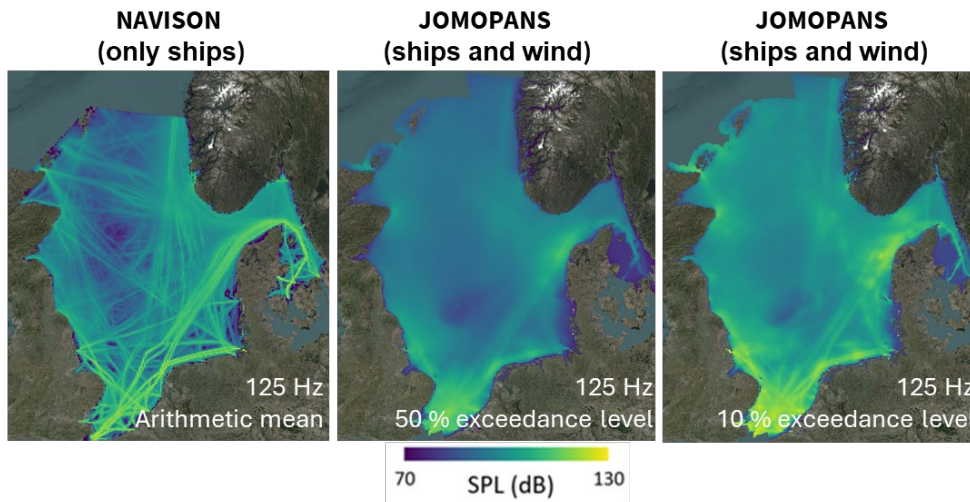 NAVISON
(only ships)
JOMOPANS
(ships and wind)
JOMOPANS
(ships and wind)
125 Hz
Arithmetic mean
125 Hz
50 % exceedance level
125 Hz
10 % exceedance level
70
SPL (dB)
130